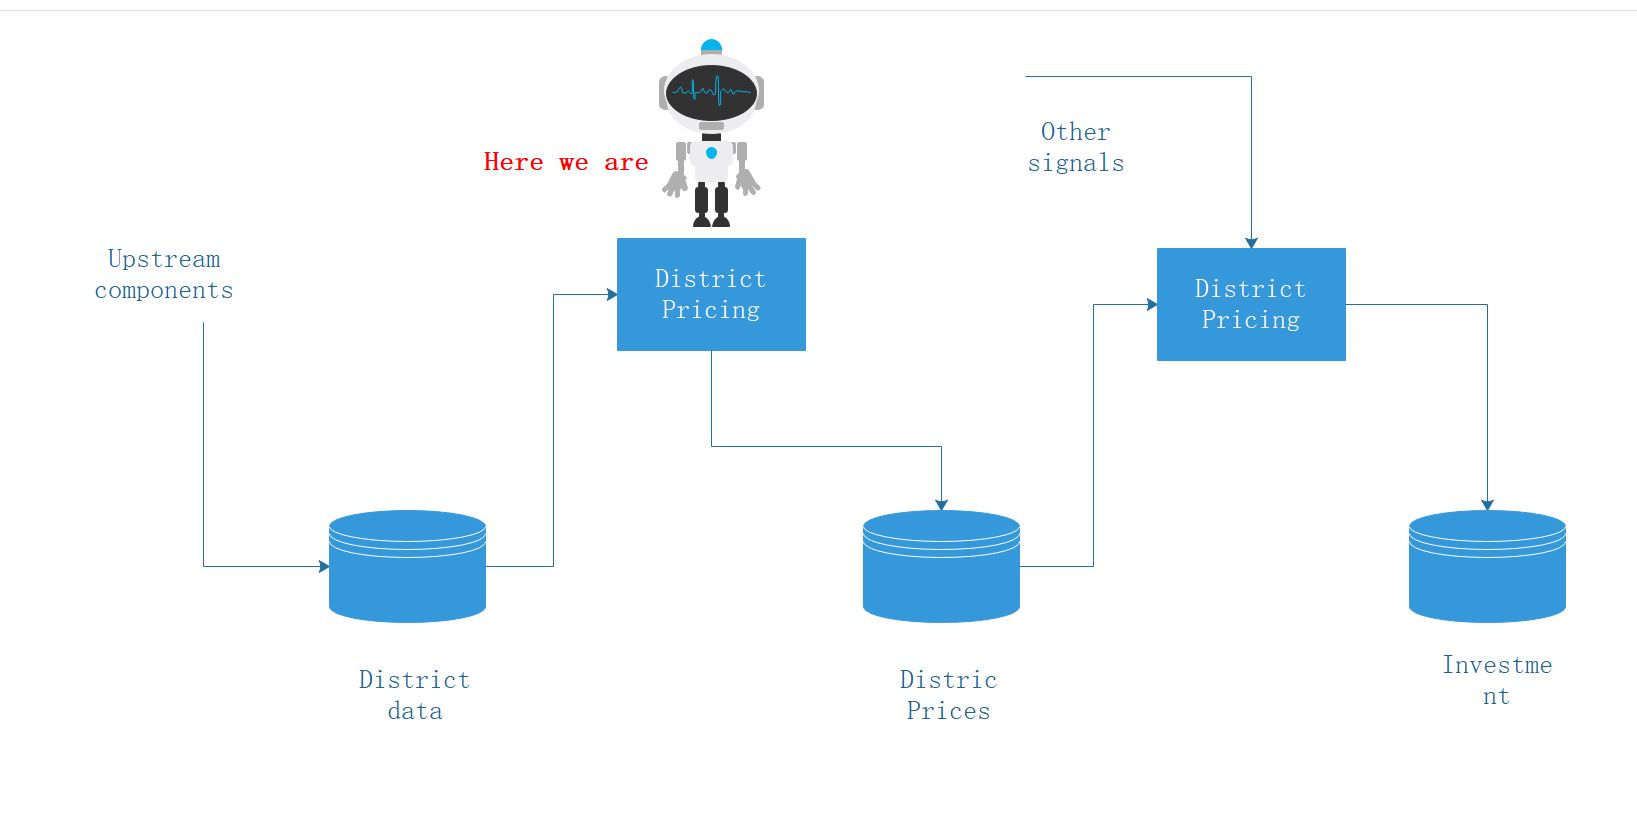 Here we are
Other
signals
Upstream
components
District
Pricing
District
Pricing
District
data
Distric
Prices
Investme
nt